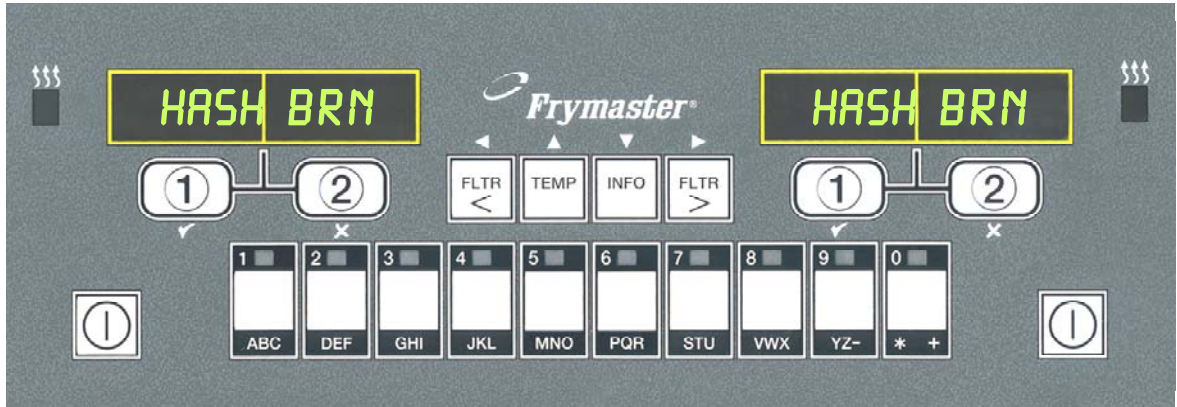 HASH BRN HASH BRN
Frymaster®
1 2 FLTR < TEMP INFO FLTR > 1 2
1 2 3 4 5 6 7 8 9 0
ABC DEF GHI JKL MNO PQR STU VWX YZ- * +